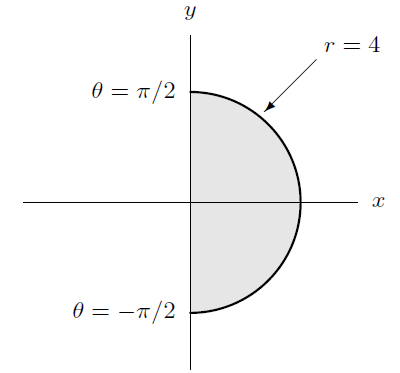 y
r = 4
θ = π/2
x
θ = −π/2